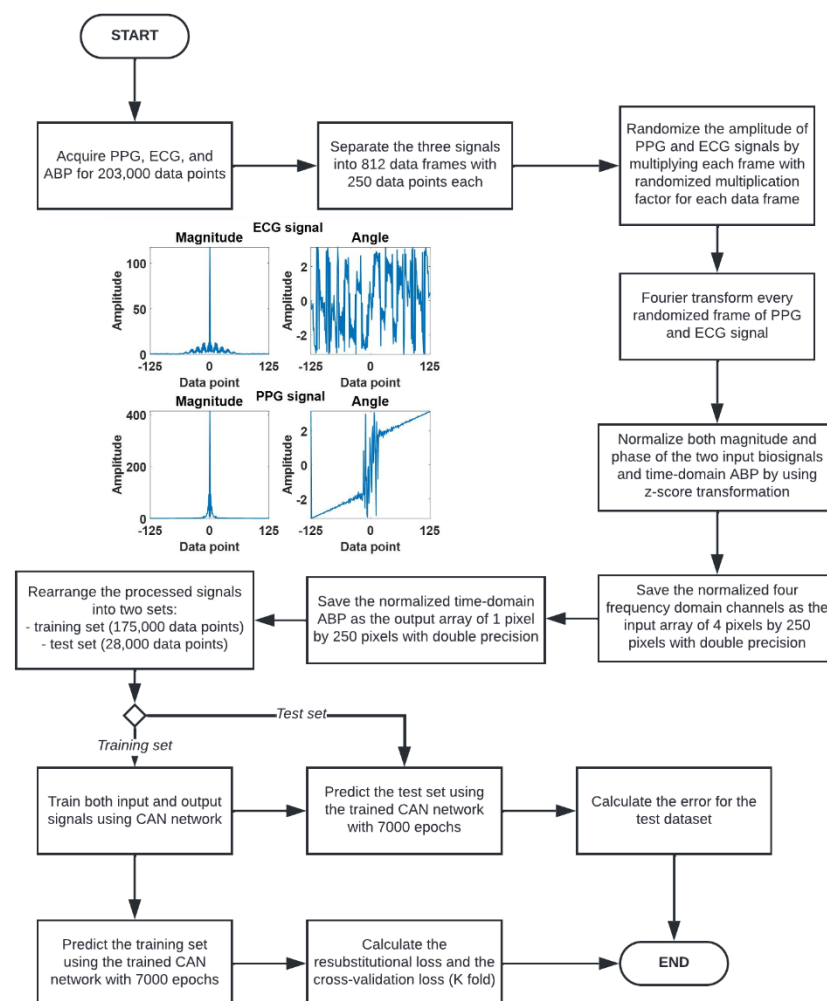 START
Acquire PPG, ECG, and
ABP for 203,000 data points
Separate the three signals
into 812 data frames with
250 data points each
Randomize the amplitude of
PPG and ECG signals by
multiplying each frame with
randomized multiplication
factor for each data frame
ECG signal
Magnitude
Angle
Amplitude
100
50
0
-125
0
125
Data point
Amplitude
2
0
-2
-125
0
125
Data point
PPG signal
Magnitude
Angle
Amplitude
400
200
0
-125
0
125
Data point
Amplitude
2
0
-2
-125
0
125
Data point
Fourier transform every
randomized frame of PPG
and ECG signal
Normalize both magnitude and
phase of the two input biosignals
and time-domain ABP by using
z-score transformation
Save the normalized four
frequency domain channels as the
input array of 4 pixels by 250
pixels with double precision
Save the normalized time-domain
ABP as the output array of 1 pixel
by 250 pixels with double precision
Rearrange the processed signals
into two sets:
- training set (175,000 data points)
- test set (28,000 data points)
Test set
Training set
Train both input and output
signals using CAN network
Predict the test set using
the trained CAN network
with 7000 epochs
Calculate the error for the
test dataset
Predict the training set
using the trained CAN
network with 7000 epochs
Calculate the
resubstitutional loss and the
cross-validation loss (K fold)
END